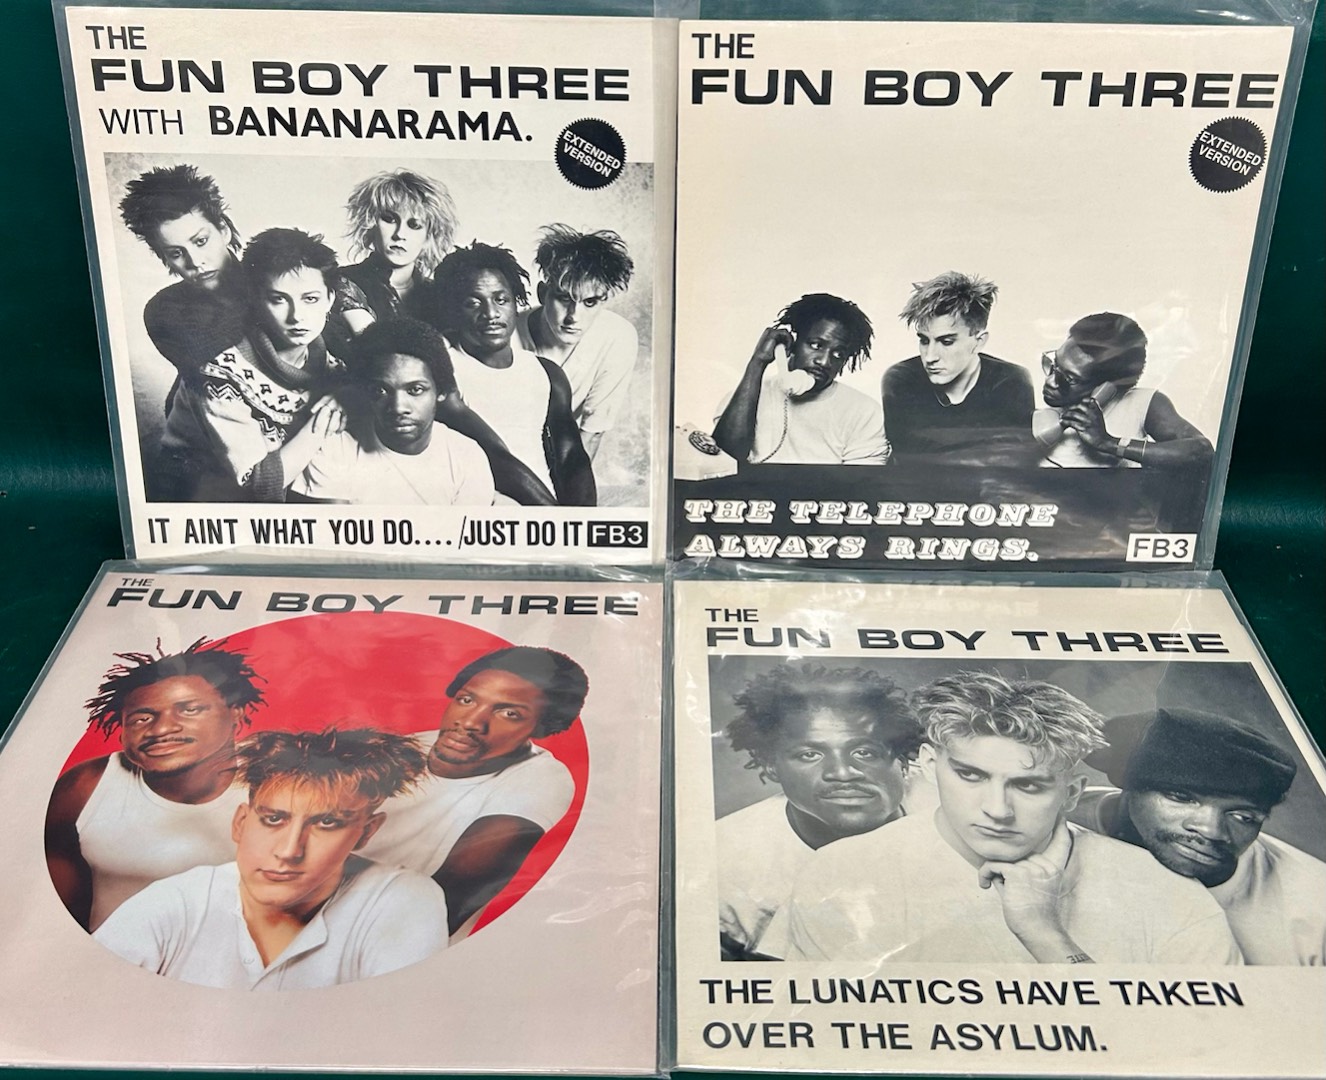 THE
FUN BOY THREE
WITH BANANARAMA.
EXTENDED
VERSION
IT AINT WHAT YOU DO..../JUST DO IT FB3
THE
FUN BOY THREE
EXTENDED
VERSION
THE TELEPHONE
ALWAYS RINGS.
FB3
THE
FUN BOY THREE
THE
FUN BOY THREE
THE LUNATICS HAVE TAKEN
OVER THE ASYLUM.